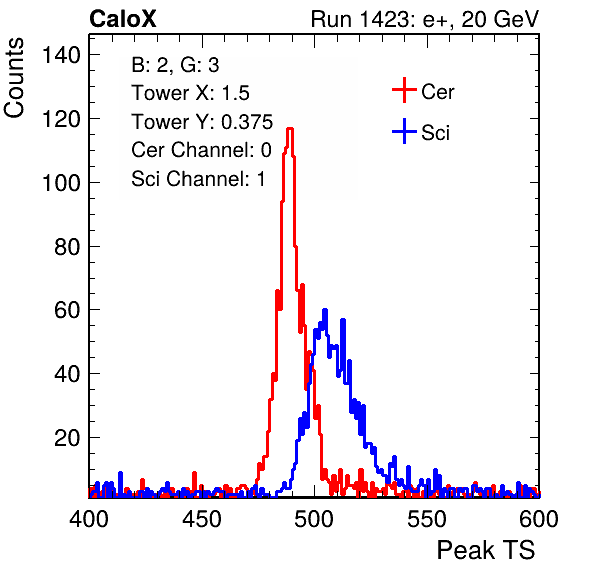 CaloX
Run 1423: e+, 20 GeV
Counts
B: 2, G: 3
Tower X: 1.5
Tower Y: 0.375
Cer Channel: 0
Sci Channel: 1
Cer
Sci
140
120
100
80
60
40
20
400
450
500
550
600
Peak TS